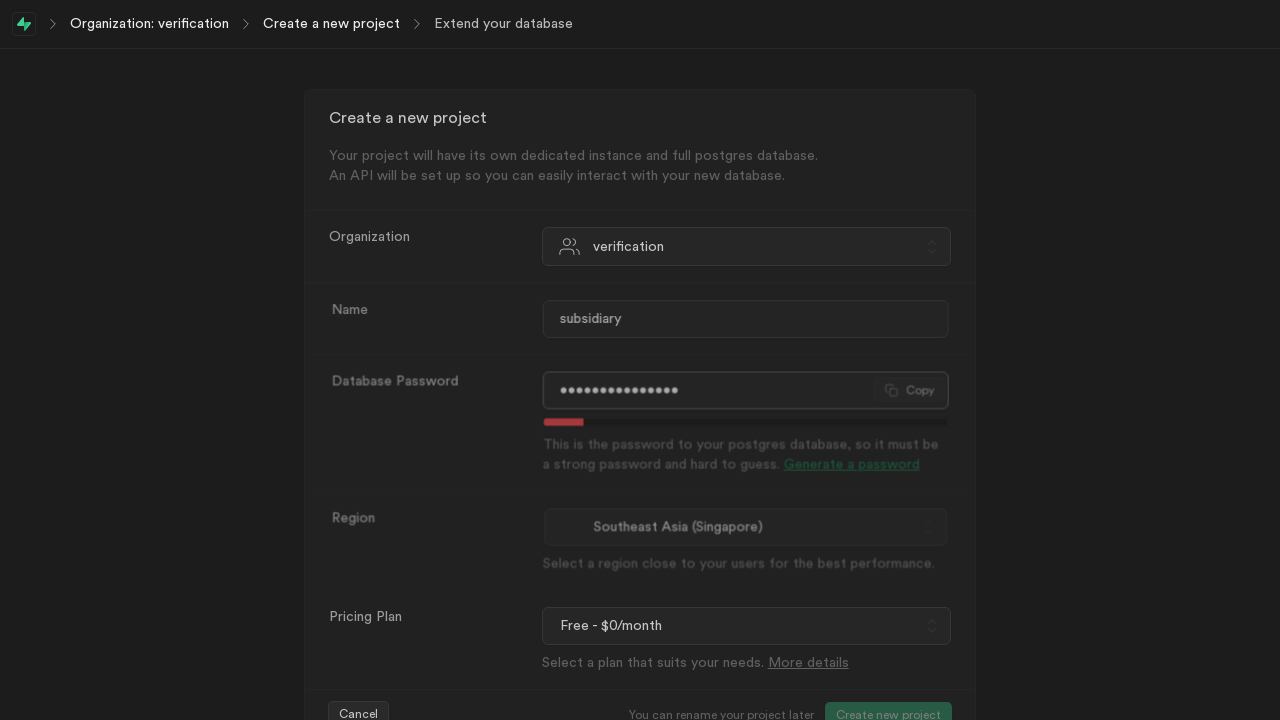 Organization: verification
Create a new project
Extend your database
Create a new project
Your project will have its own dedicated instance and full postgres database.
An API will be set up so you can easily interact with your new database.
Organization
verification
Name
subsidiary
Database Password
•••••••••••••••
Copy
This is the password to your postgres database, so it must be
a strong password and hard to guess. Generate a password
Region
Southeast Asia (Singapore)
Select a region close to your users for the best performance.
Pricing Plan
Free - $0/month
Select a plan that suits your needs. More details
Cancel
You can rename your project later
Create new project